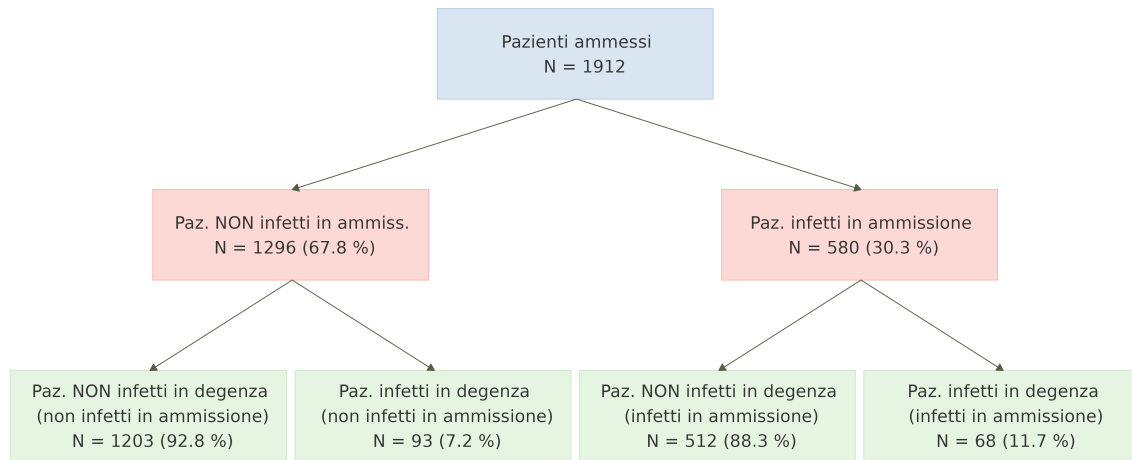 Pazienti ammessi
N = 1912
Paz. NON infetti in ammiss.
N = 1296 (67.8 %)
Paz. infetti in ammissione
N = 580 (30.3 %)
Paz. NON infetti in degenza
(non infetti in ammissione)
N = 1203 (92.8 %)
Paz. infetti in degenza
(non infetti in ammissione)
N = 93 (7.2 %)
Paz. NON infetti in degenza
(infetti in ammissione)
N = 512 (88.3 %)
Paz. infetti in degenza
(infetti in ammissione)
N = 68 (11.7 %)